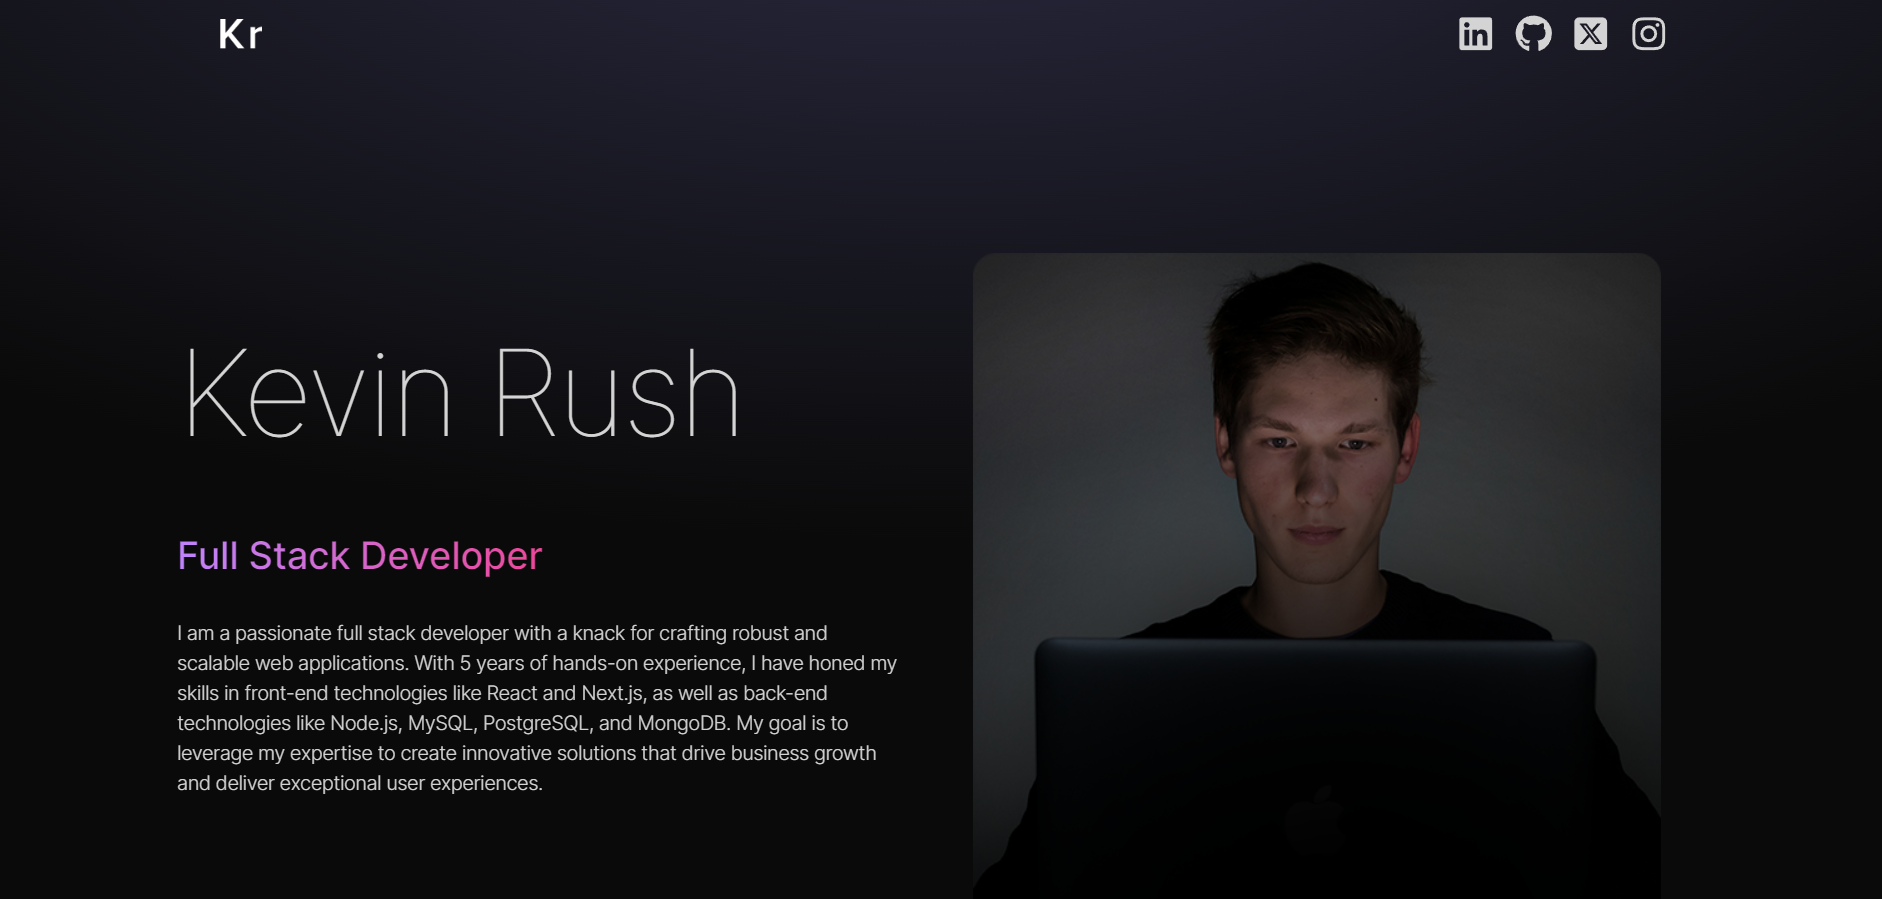 Kr
Kevin Rush
Full Stack Developer
I am a passionate full stack developer with a knack for crafting robust and
scalable web applications. With 5 years of hands-on experience, I have honed my
skills in front-end technologies like React and Next.js, as well as back-end
technologies like Node.js, MySQL, PostgreSQL, and MongoDB. My goal is to
leverage my expertise to create innovative solutions that drive business growth
and deliver exceptional user experiences.